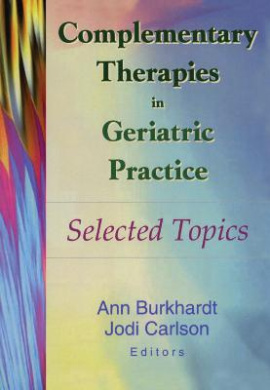 Complementary
Therapies
in
Geriatric
Practice
Selected Topics
Ann Burkhardt
Jodi Carlson
Editors